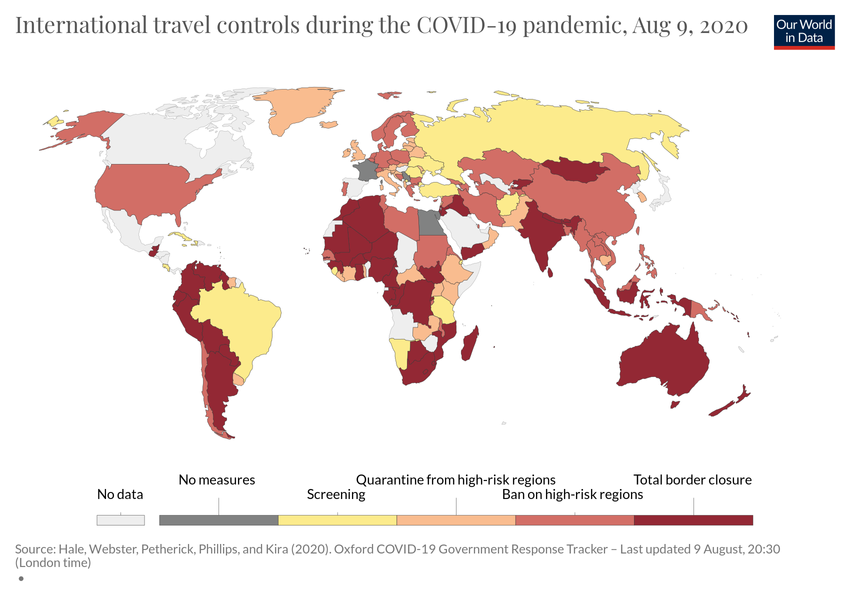 International travel controls during the COVID-19 pandemic, Aug 9, 2020
Our World
in Data
No measures
Quarantine from high-risk regions
Total border closure
No data
Screening
Ban on high-risk regions
Source: Hale, Webster, Petherick, Phillips, and Kira (2020). Oxford COVID-19 Government Response Tracker – Last updated 9 August, 20:30
(London time)